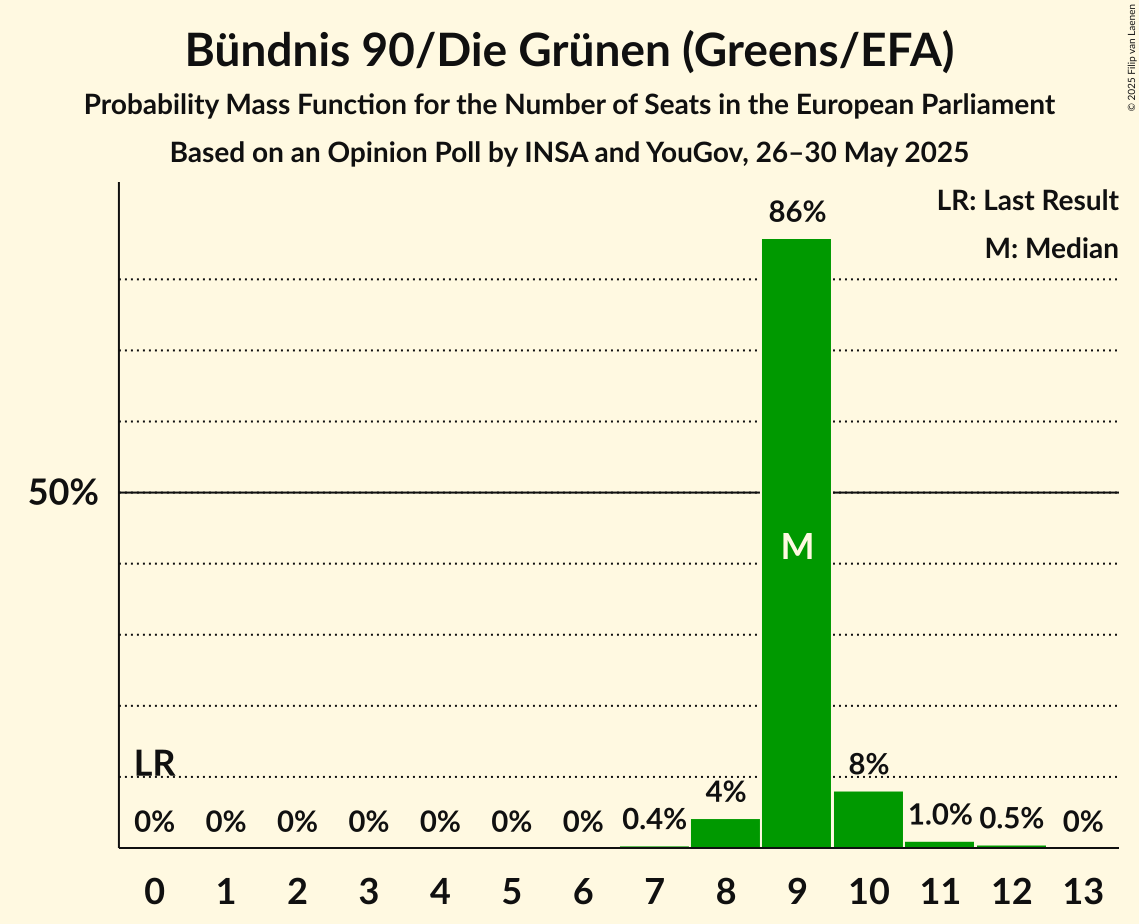 Bündnis 90/Die Grünen (Greens/EFA)
Probability Mass Function for the Number of Seats in the European Parliament
Based on an Opinion Poll by INSA and YouGov, 26–30 May 2025
© 2025 Filip van Laenen
LR: Last Result
M: Median
86%
50%
M
LR
0% 0% 0% 0% 0% 0% 0% 0.4% 4% 8% 1.0% 0.5% 0%
0 1 2 3 4 5 6 7 8 9 10 11 12 13